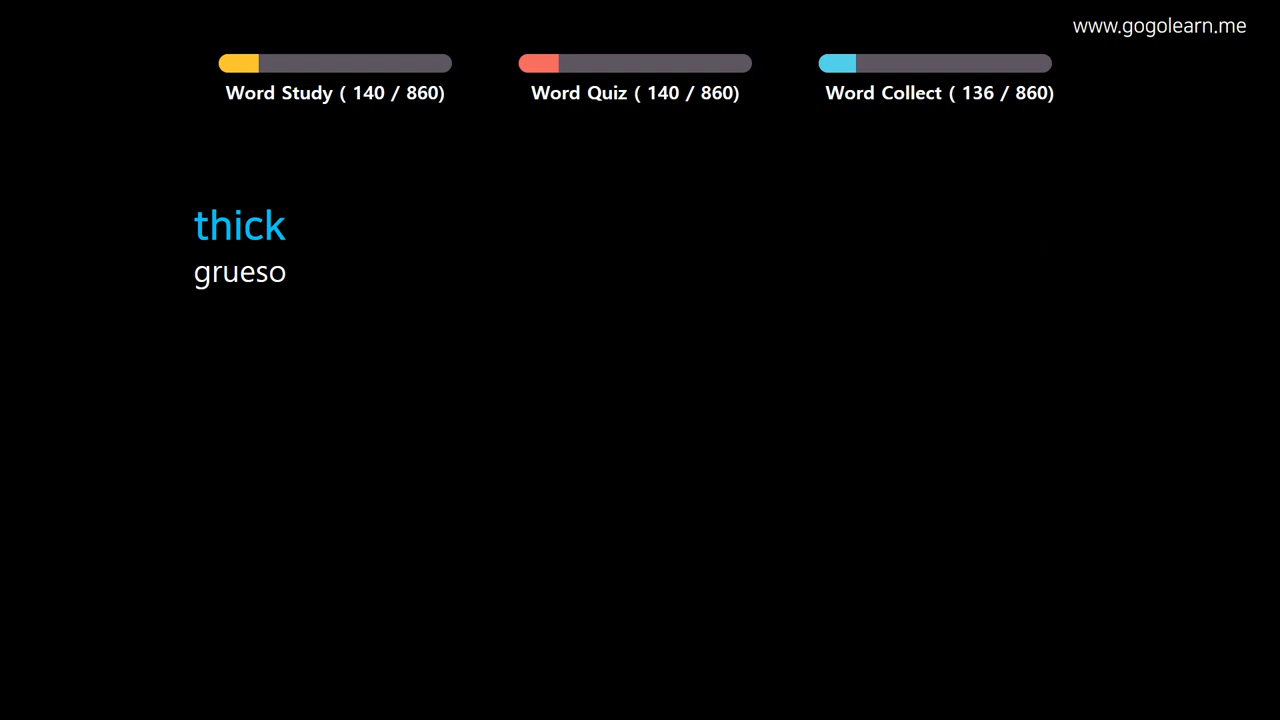 www.gogolearn.me
Word Study ( 140 / 860)
Word Quiz ( 140 / 860)
Word Collect ( 136 / 860)
thick
grueso